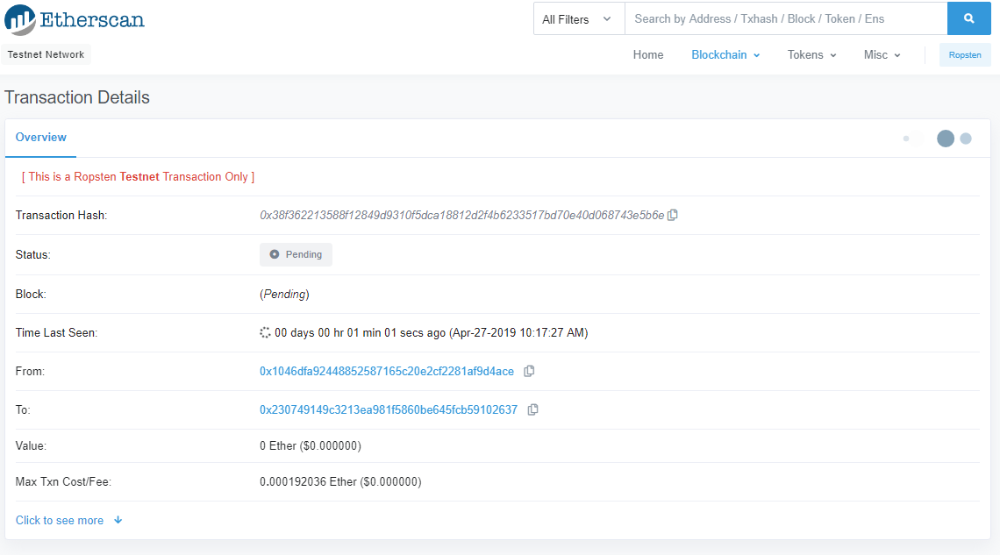 Etherscan
All Filters
Search by Address / Txhash / Block / Token / Ens
Testnet Network
Home
Blockchain
Tokens
Misc
Ropsten
Transaction Details
Overview
[ This is a Ropsten Testnet Transaction Only ]
Transaction Hash: 0x38f362213588f12849d9310f5dca18812d2f4b6233517bd70e40d068743e5b6e
Status: Pending
Block: (Pending)
Time Last Seen: 00 days 00 hr 01 min 01 secs ago (Apr-27-2019 10:17:27 AM)
From: 0x1046dfa92448852587165c20e2cf2281af9d4ace
To: 0x230749149c3213ea981f5860be645fcb59102637
Value: 0 Ether ($0.000000)
Max Txn Cost/Fee: 0.000192036 Ether ($0.000000)
Click to see more